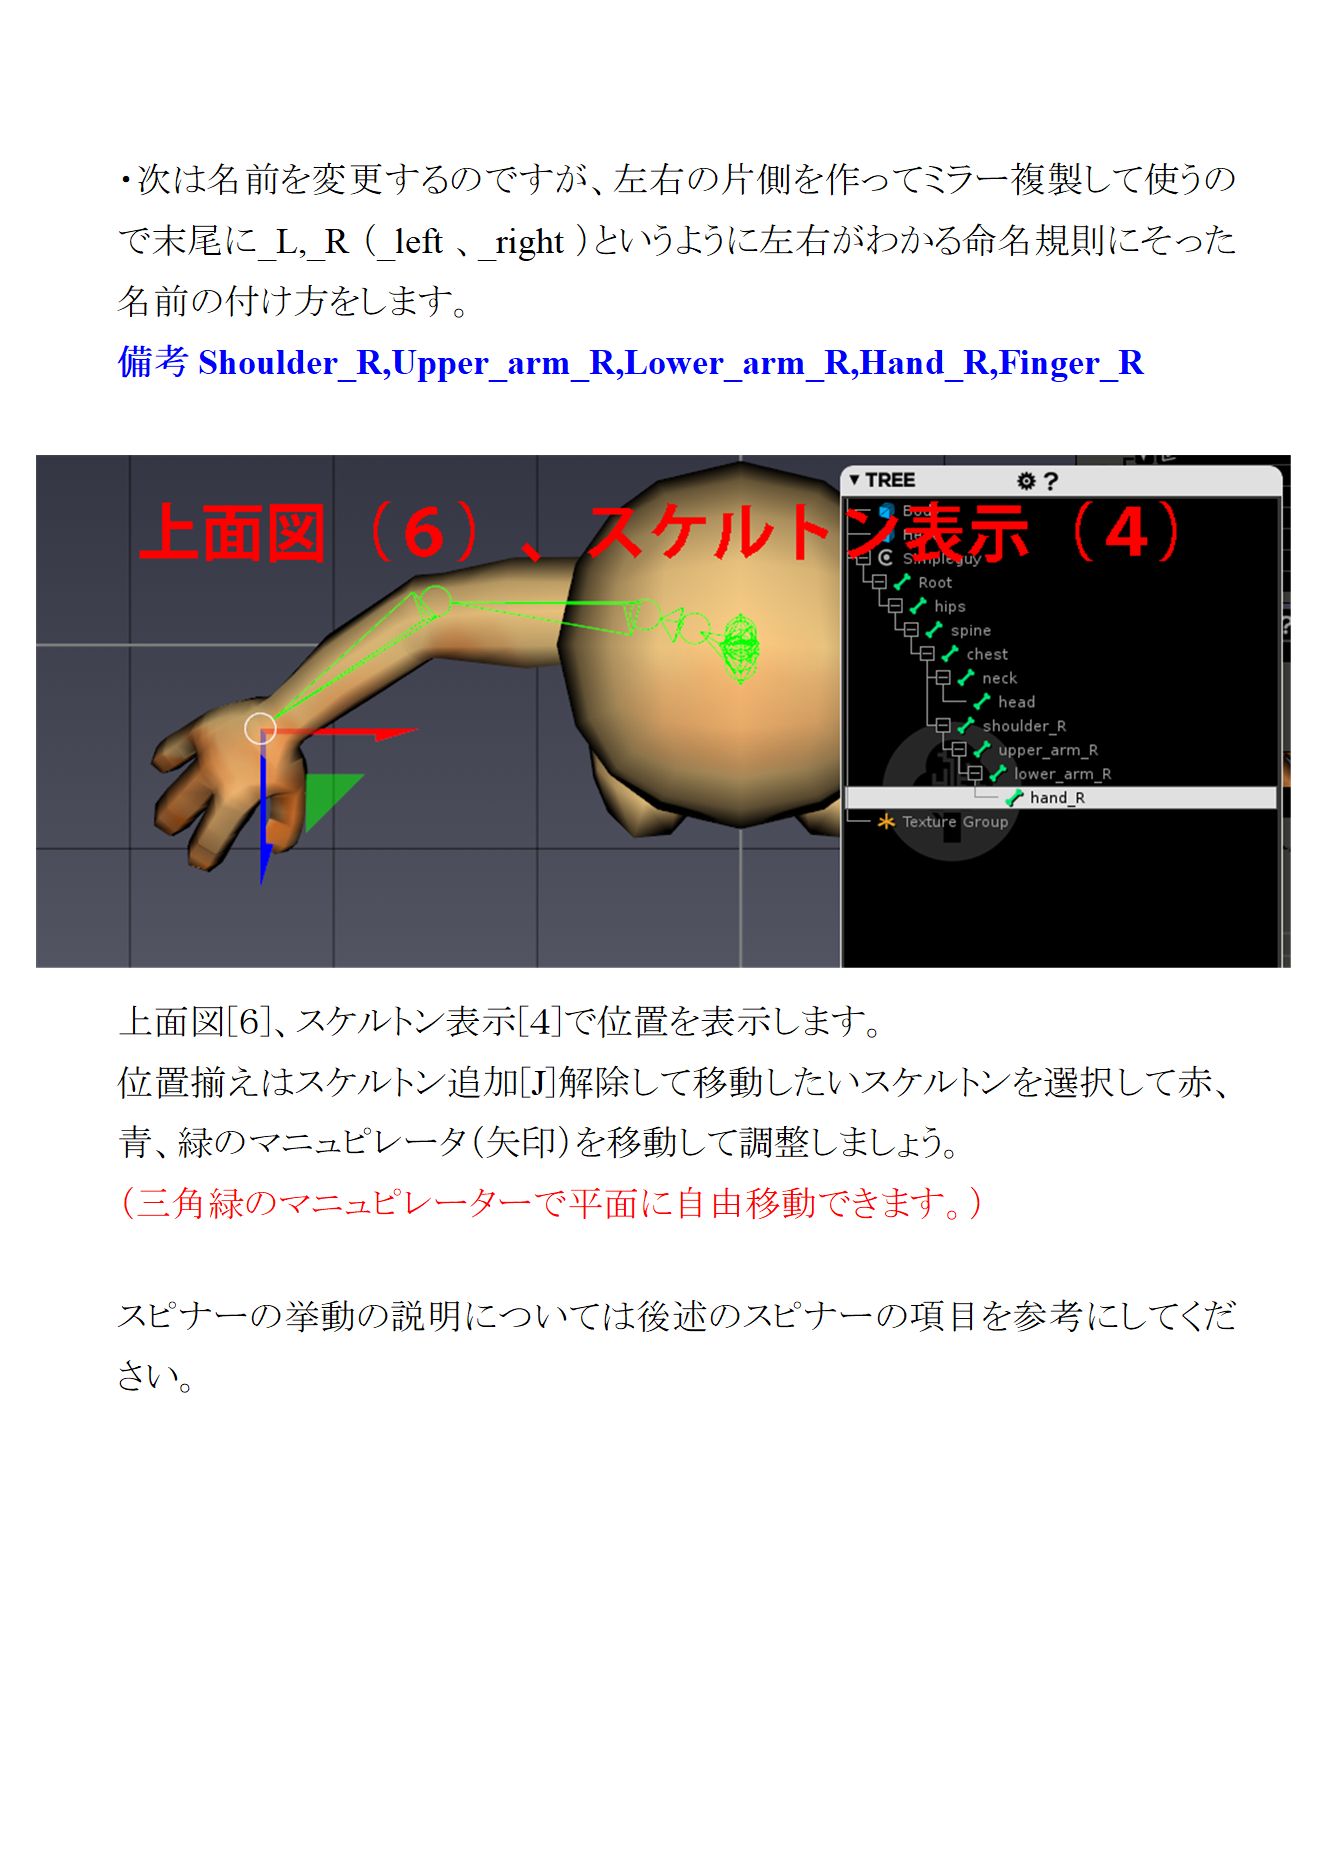 ・次は名前を変更するのですが、左右の片側を作ってミラー複製して使うの
で末尾に_L,_R（_left 、_right ）というように左右がわかる命名規則にそった
名前の付け方をします。
備考 Shoulder_R,Upper_arm_R,Lower_arm_R,Hand_R,Finger_R
上面図（６）、スケルトン表示（４）
▼TREE ?
Simpleguy
Root
hips
spine
chest
neck
head
shoulder_R
upper_arm_R
lower_arm_R
hand_R
Texture Group
上面図[６]、スケルトン表示[４]で位置を表示します。
位置揃えはスケルトン追加[J]解除して移動したいスケルトンを選択して赤、
青、緑のマニュピレータ（矢印）を移動して調整しましょう。
（三角緑のマニュピレーターで平面に自由移動できます。）
スピナーの挙動の説明については後述のスピナーの項目を参考にしてくだ
さい。